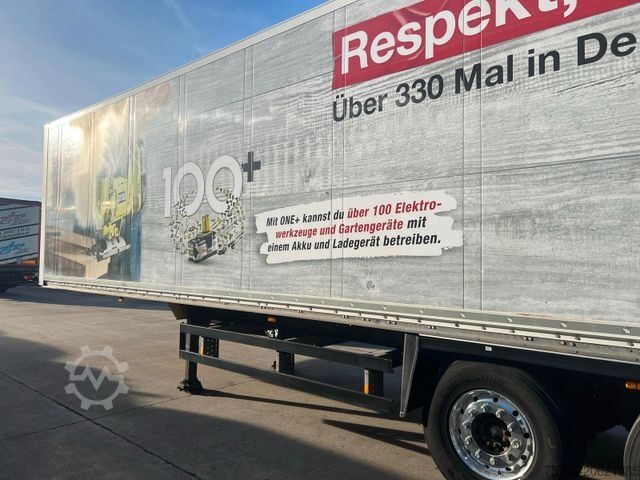 Respekt,
Über 330 Mal in De
100+
Mit ONE+ kannst du über 100 Elektro-
werkzeuge und Gartengeräte mit
einem Akku und Ladegerät betreiben.